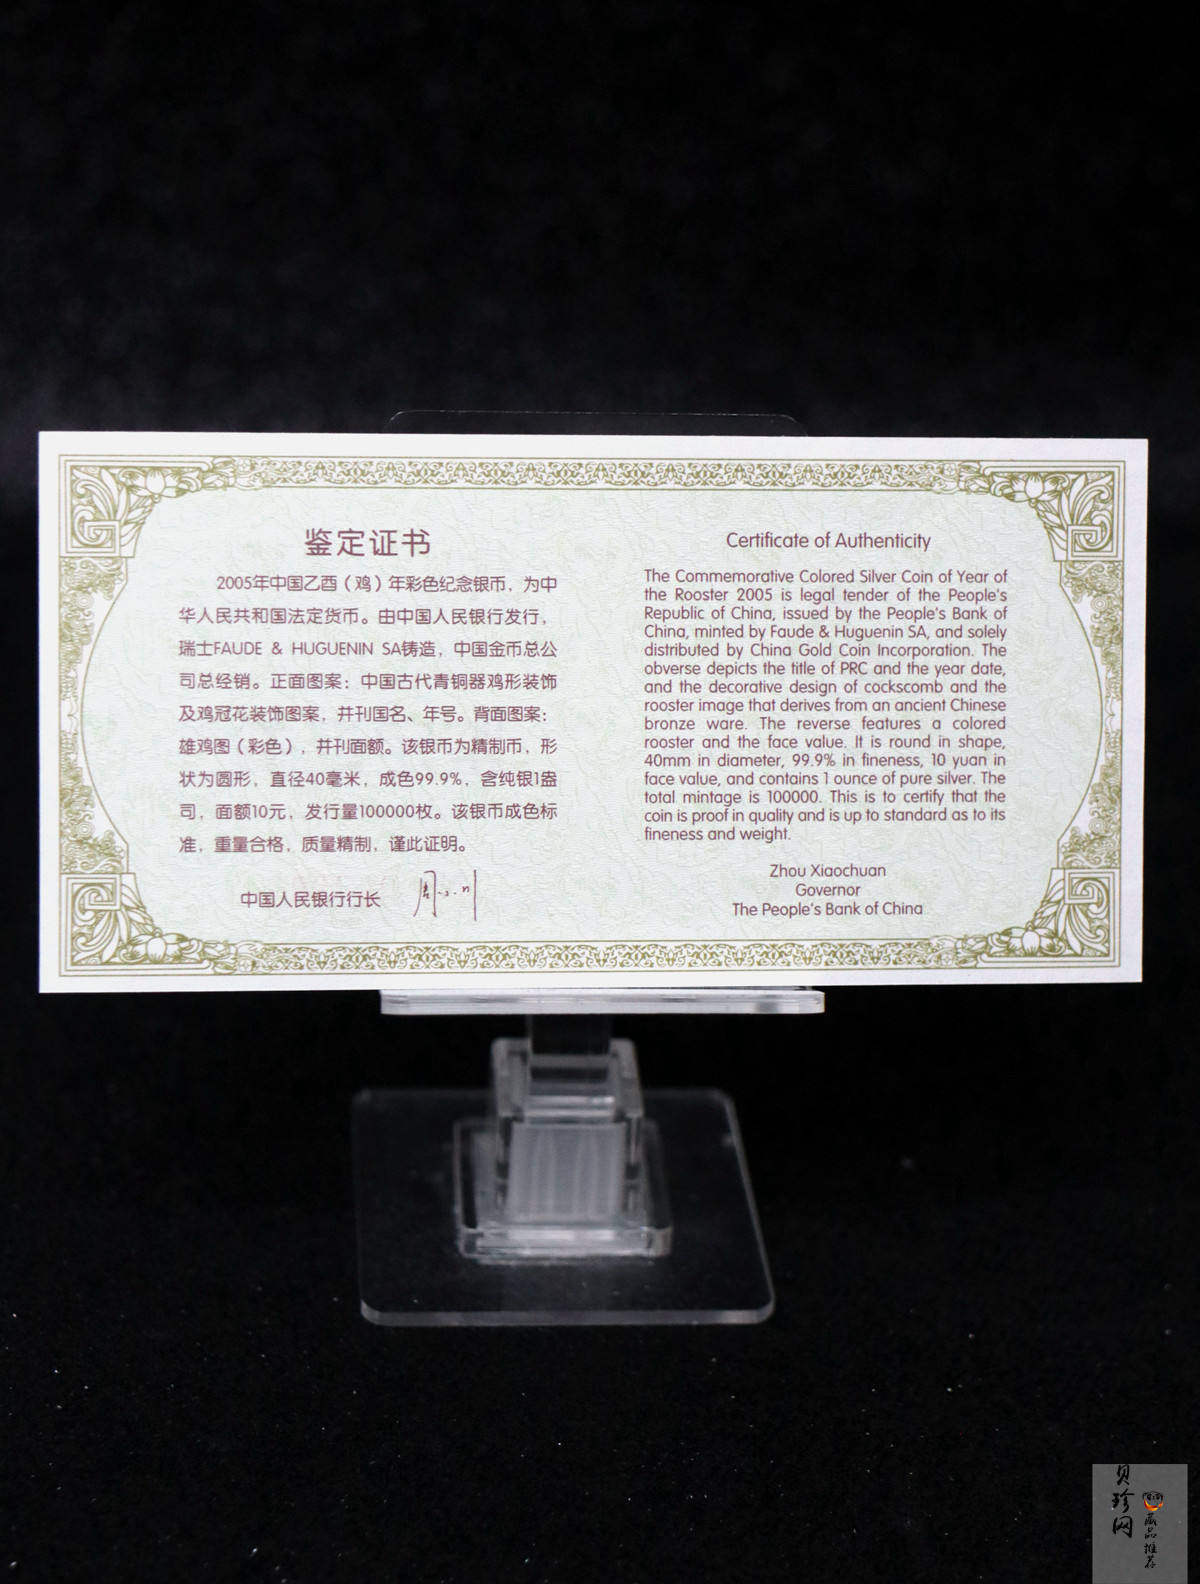 鉴定证书
2005年中国乙酉（鸡）年彩色纪念银币，为中
华人民共和国法定货币。由中国人民银行发行，
瑞士FAUDE & HUGUENIN SA铸造，中国金币总公
司总经销。正面图案：中国古代青铜器鸡形装饰
及鸡冠花装饰图案，并刊国名、年号。背面图案：
雄鸡图（彩色），并刊面额。该银币为精制币，形
状为圆形，直径40毫米，成色99.9%，含纯银1盎
司，面额10元，发行量100000枚。该银币成色标
准，重量合格，质量精制，谨此证明。
中国人民银行行长
Certificate of Authenticity
The Commemorative Colored Silver Coin of Year of
the Rooster 2005 is legal tender of the People's
Republic of China, issued by the People's Bank of
China, minted by Faude & Huguenin SA, and solely
distributed by China Gold Coin Incorporation. The
obverse depicts the title of PRC and the year date,
and the decorative design of cockscomb and the
rooster image that derives from an ancient Chinese
bronze ware. The reverse features a colored
rooster and the face value. It is round in shape,
40mm in diameter, 99.9% in fineness, 10 yuan in
face value, and contains 1 ounce of pure silver. The
total mintage is 100000. This is to certify that the
coin is proof in quality and is up to standard as to its
fineness and weight.
Zhou Xiaochuan
Governor
The People's Bank of China
贝珍网
藏品推荐